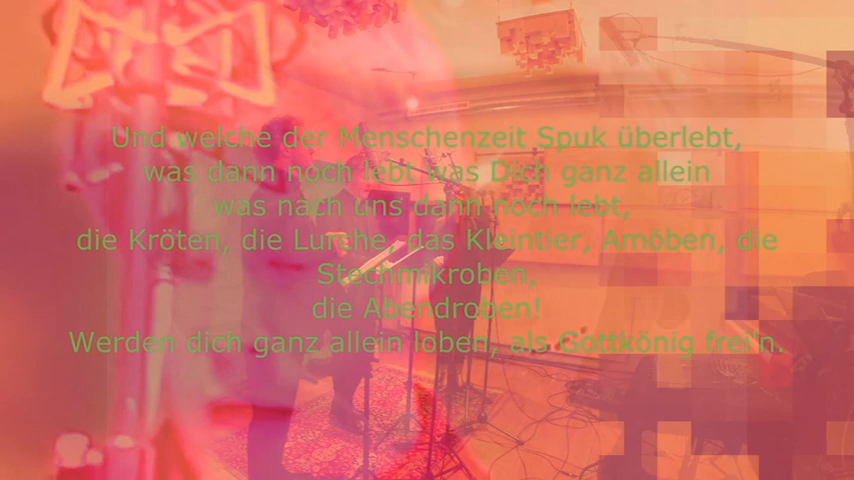 Und welche der Menschenzeit Spuk überlebt,
was dann noch lebt was Dich ganz allein
was nach uns dann noch lebt,
die Kröten, die Lurche, das Kleintier, Amöben, die
Stechmikroben,
die Abendroben!
Werden dich ganz allein loben, als Gottkönig frei'n.